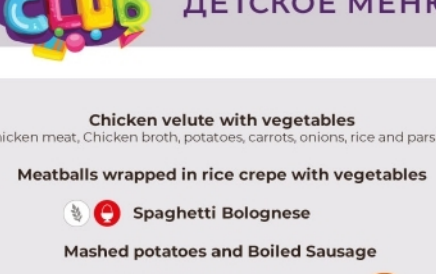 CLUB
ДЕТСКОЕ
Chicken velute with vegetables
meat, Chicken broth, potatoes, carrots, onions, rice and
Meatballs wrapped in rice crepe with vegetables
Spaghetti Bolognese
Mashed potatoes and Boiled Sausage